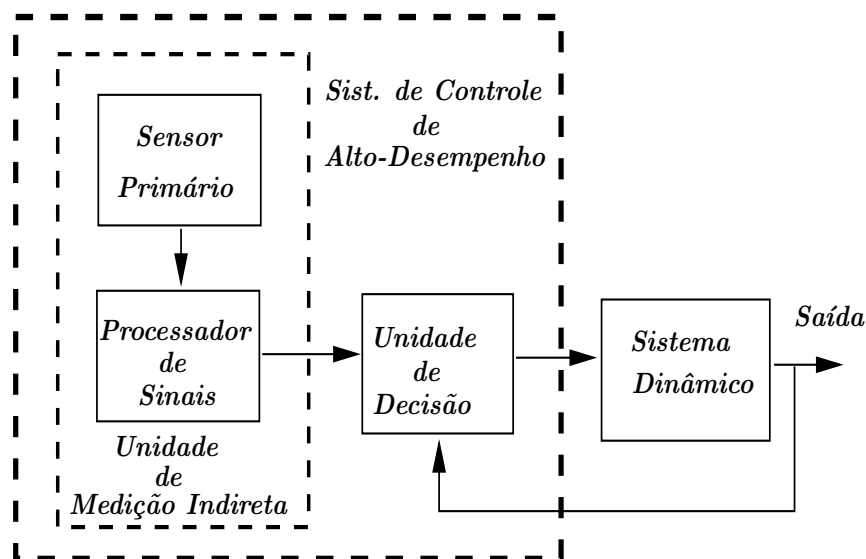 Sist. de Controle
de
Alto-Desempenho
Sensor
Primário
Processador
de
Sinais
Unidade
de
Medição Indireta
Unidade
de
Decisão
Sistema
Dinâmico
Saída